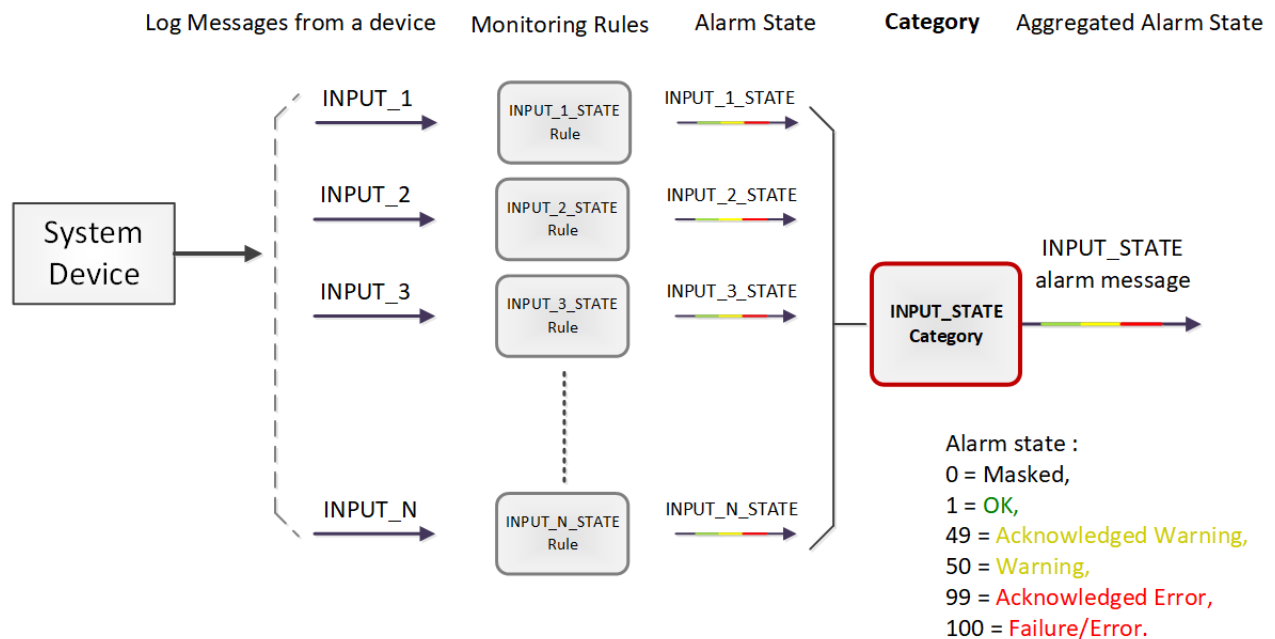 Log Messages from a device
Monitoring Rules
Alarm State
Category
Aggregated Alarm State
System
Device
INPUT_1
INPUT_1_STATE
Rule
INPUT_1_STATE
INPUT_2
INPUT_2_STATE
Rule
INPUT_2_STATE
INPUT_3
INPUT_3_STATE
Rule
INPUT_3_STATE
INPUT_N
INPUT_N_STATE
Rule
INPUT_N_STATE
INPUT_STATE
Category
INPUT_STATE
alarm message
Alarm state :
0 = Masked,
1 = OK,
49 = Acknowledged Warning,
50 = Warning,
99 = Acknowledged Error,
100 = Failure/Error.